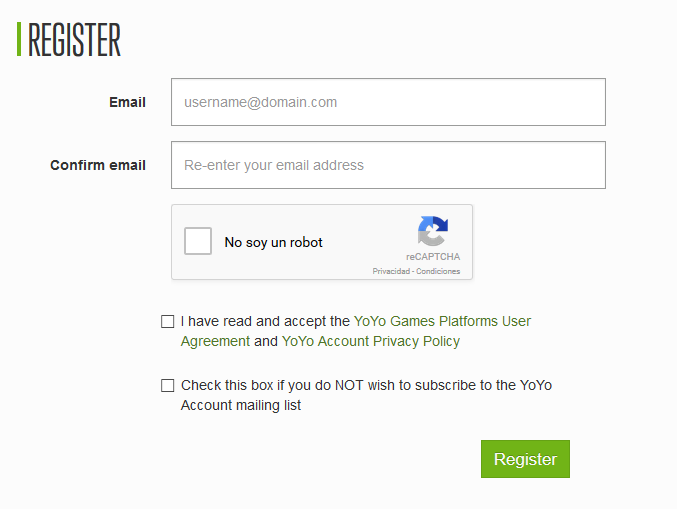 REGISTER
Email
username@domain.com
Confirm email
Re-enter your email address
No soy un robot
reCAPTCHA
Privacidad - Condiciones
I have read and accept the YoYo Games Platforms User
Agreement and YoYo Account Privacy Policy
Check this box if you do NOT wish to subscribe to the YoYo
Account mailing list
Register